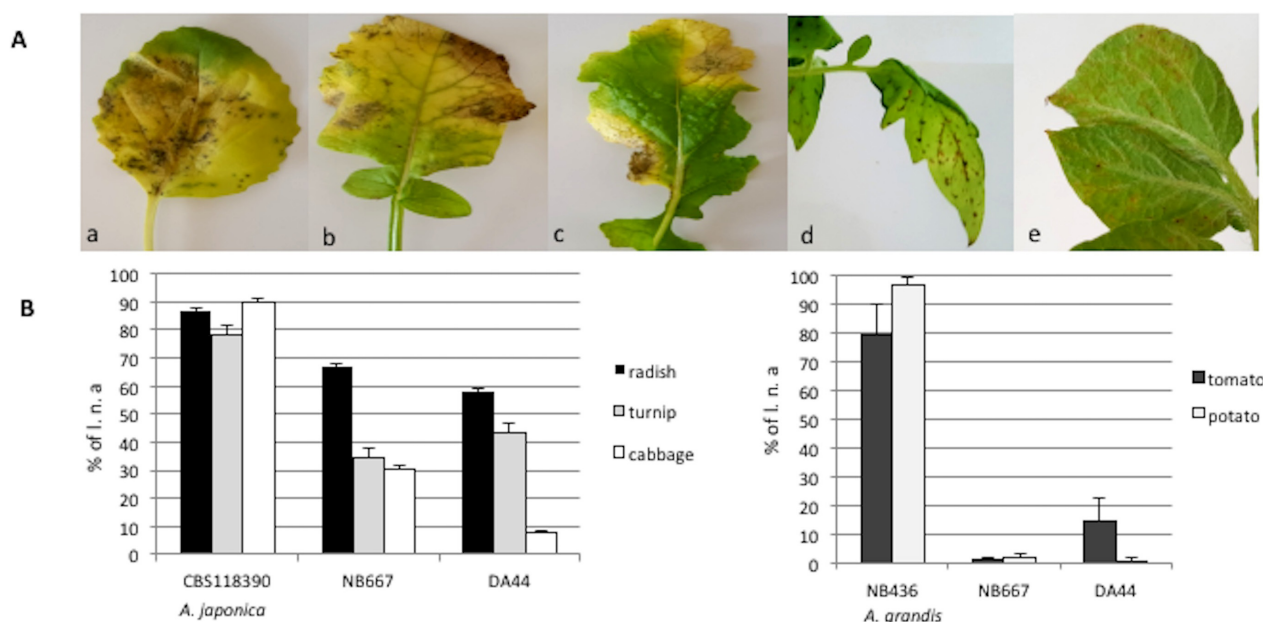 A
a
b
c
d
e
B
100
90
80
70
60
50
40
30
20
10
0
% of l. n. a
CBS118390
NB667
DA44
A. japonica
radish
turnip
cabbage
100
90
80
70
60
50
40
30
20
10
0
% of l. n. a
NB436
NB667
DA44
A. grandis
tomato
potato